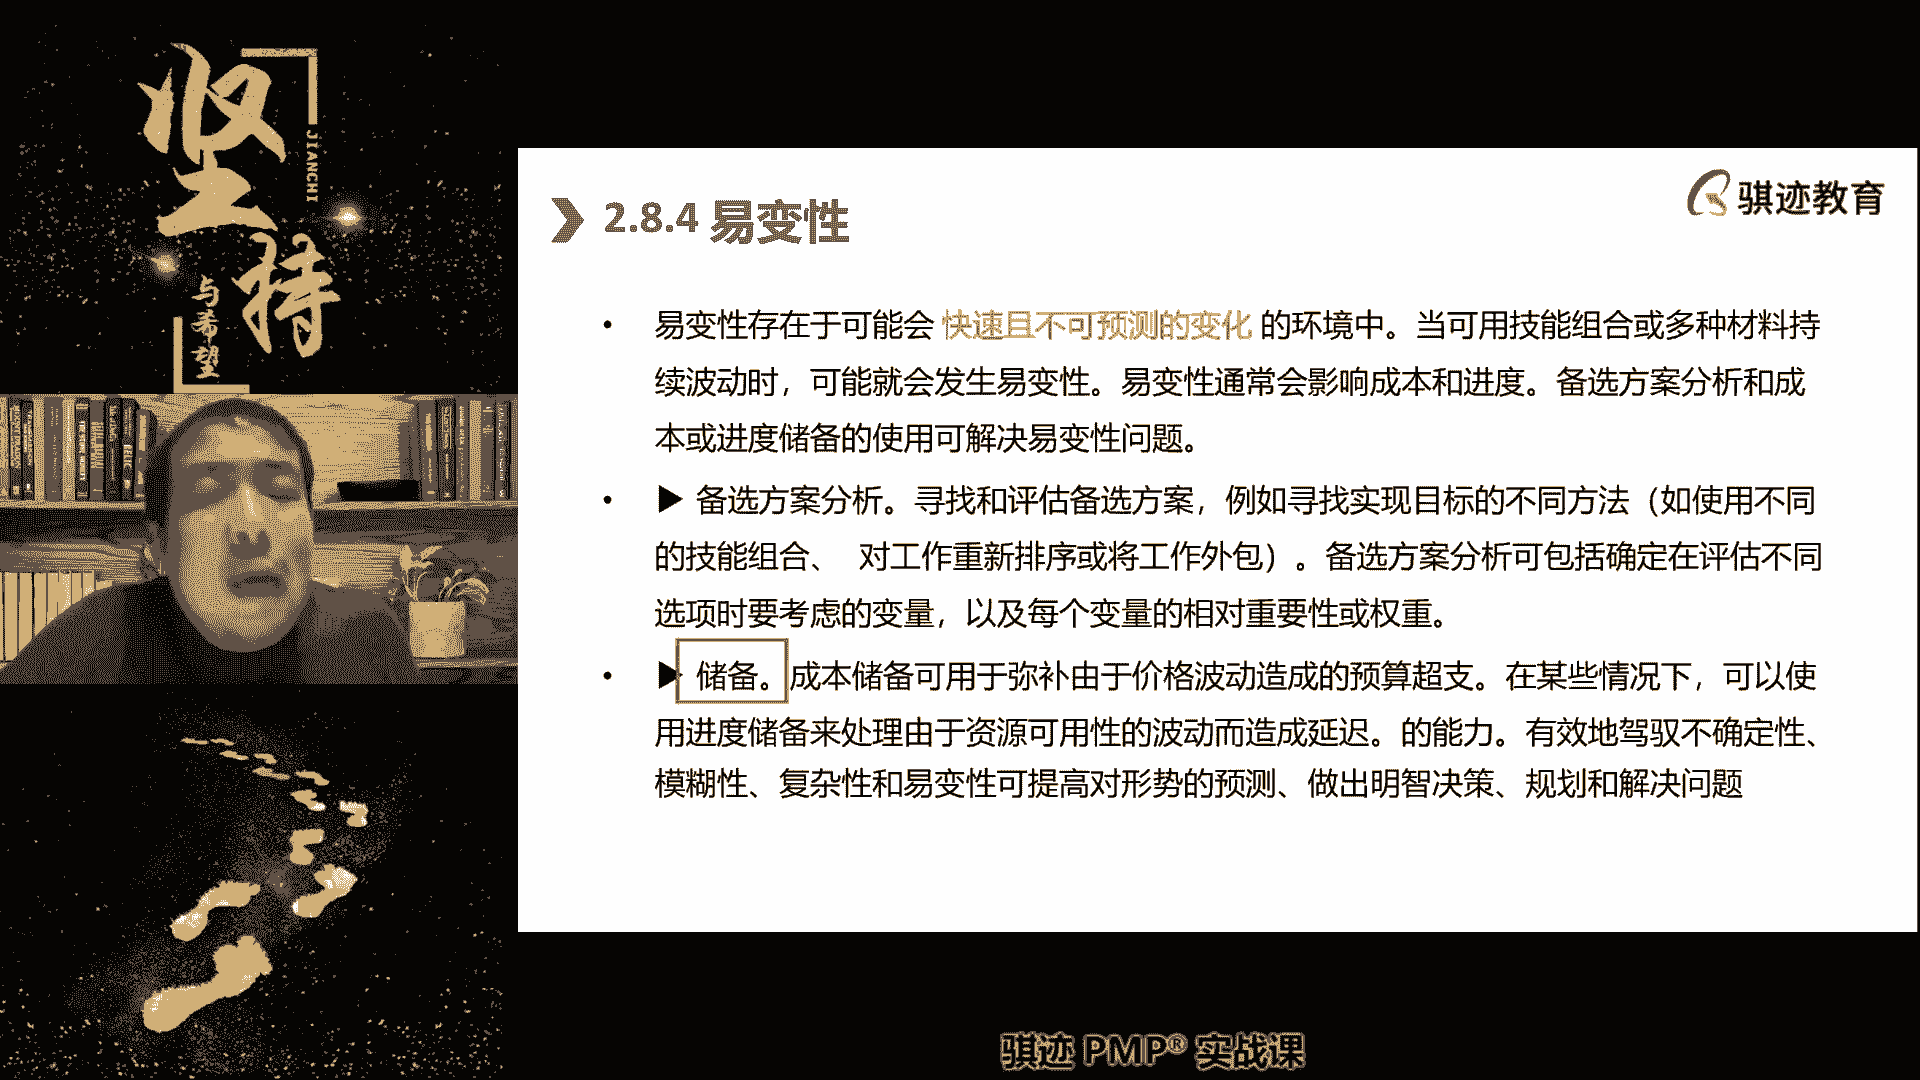 坚持
JIANCHI
与希望
骐迹教育
2.8.4 易变性
• 易变性存在于可能会 快速且不可预测的变化 的环境中。当可用技能组合或多种材料持
续波动时，可能就会发生易变性。易变性通常会影响成本和进度。备选方案分析和成
本或进度储备的使用可解决易变性问题。
• ▶ 备选方案分析。寻找和评估备选方案，例如寻找实现目标的不同方法（如使用不同
的技能组合、 对工作重新排序或将工作外包）。备选方案分析可包括确定在评估不同
选项时要考虑的变量，以及每个变量的相对重要性或权重。
• ▶ 储备。成本储备可用于弥补由于价格波动造成的预算超支。在某些情况下，可以使
用进度储备来处理由于资源可用性的波动而造成延迟。的能力。有效地驾驭不确定性、
模糊性、复杂性和易变性可提高对形势的预测、做出明智决策、规划和解决问题
骐迹 PMP® 实战课